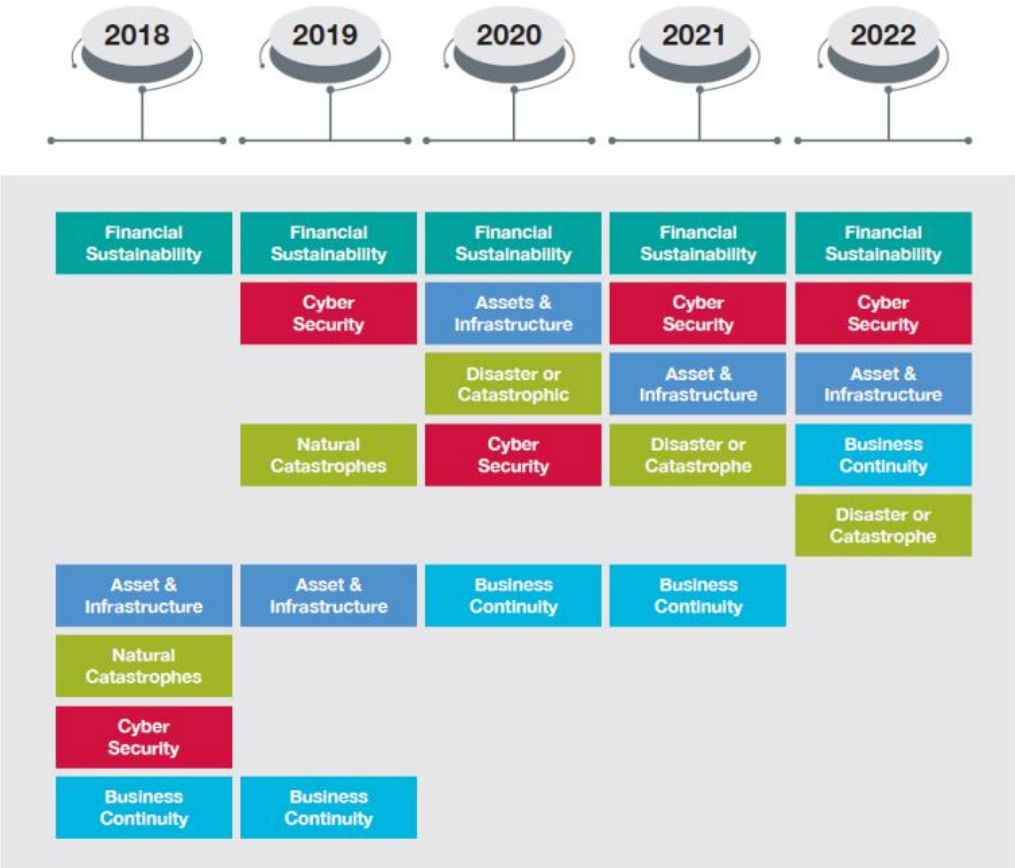 2018
2019
2020
2021
2022
Financial
Sustainability
Financial
Sustainability
Financial
Sustainability
Financial
Sustainability
Financial
Sustainability
Cyber
Security
Assets &
Infrastructure
Cyber
Security
Cyber
Security
Disaster or
Catastrophic
Asset &
Infrastructure
Asset &
Infrastructure
Natural
Catastrophes
Cyber
Security
Disaster or
Catastrophe
Business
Continuity
Disaster or
Catastrophe
Asset &
Infrastructure
Asset &
Infrastructure
Business
Continuity
Business
Continuity
Natural
Catastrophes
Cyber
Security
Business
Continuity
Business
Continuity